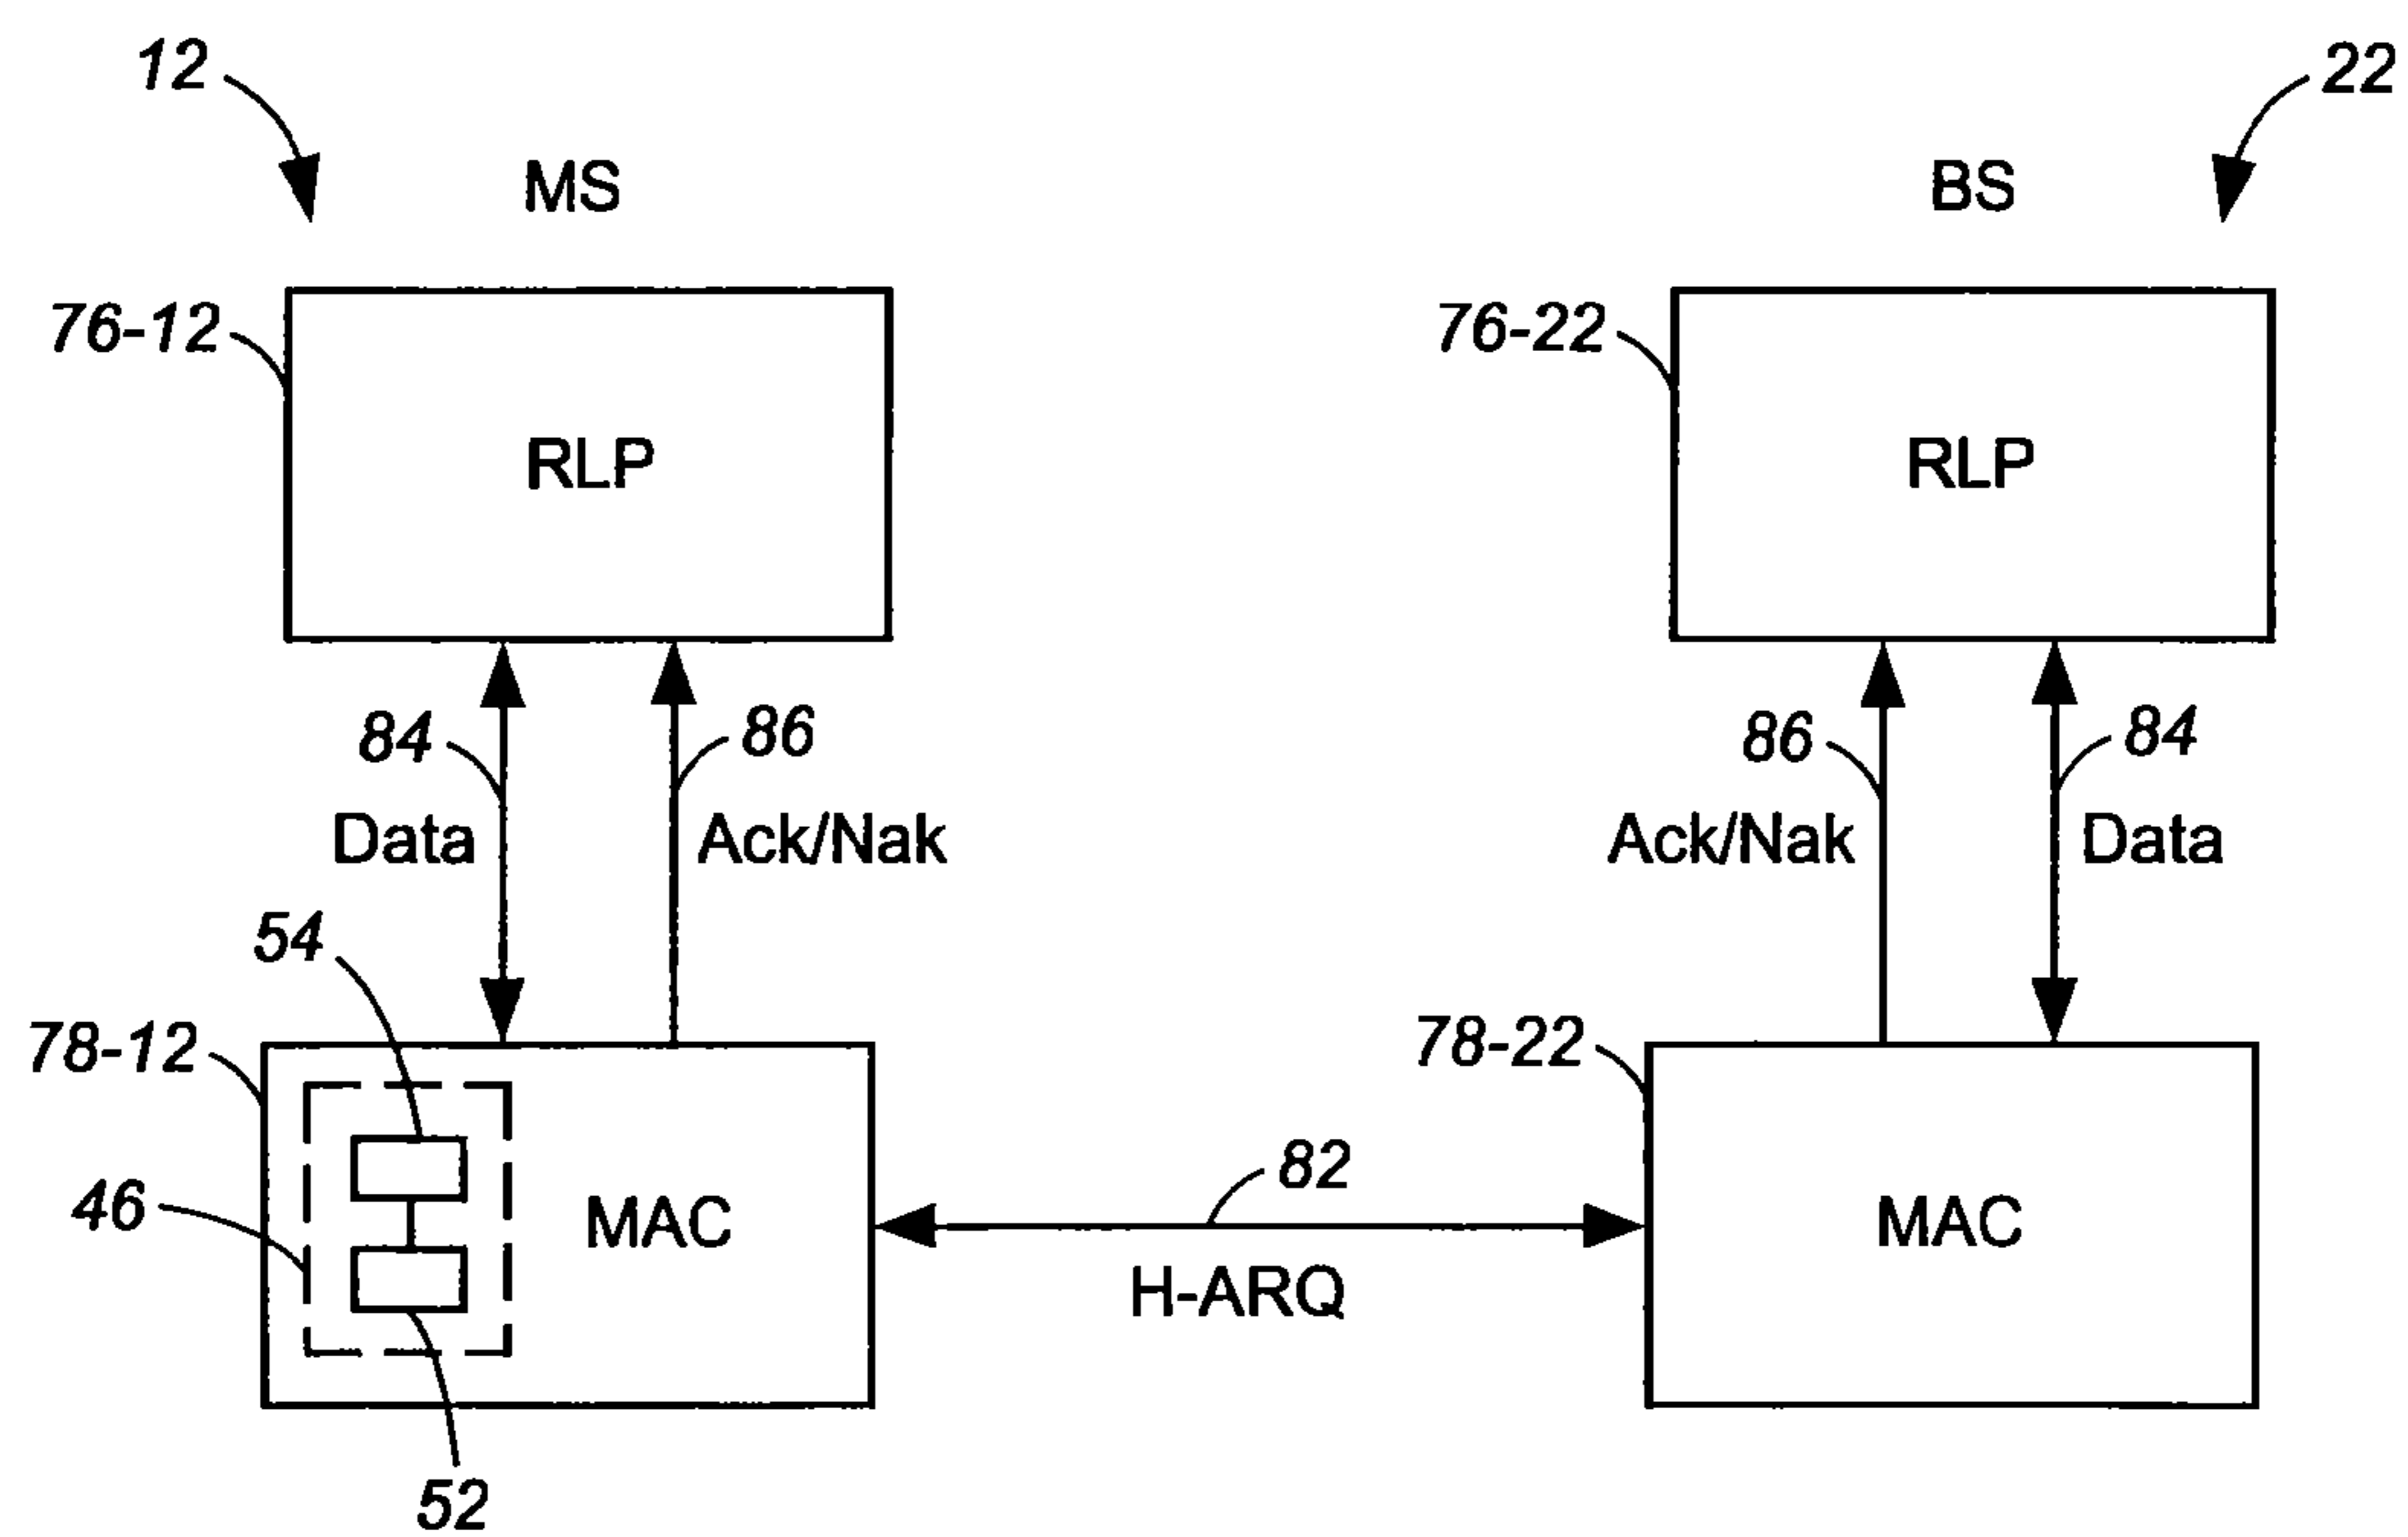 12
22
MS
BS
76-12
76-22
RLP
RLP
84
86
86
84
Data
Ack/Nak
Ack/Nak
Data
54
78-12
78-22
46
MAC
82
MAC
H-ARQ
52